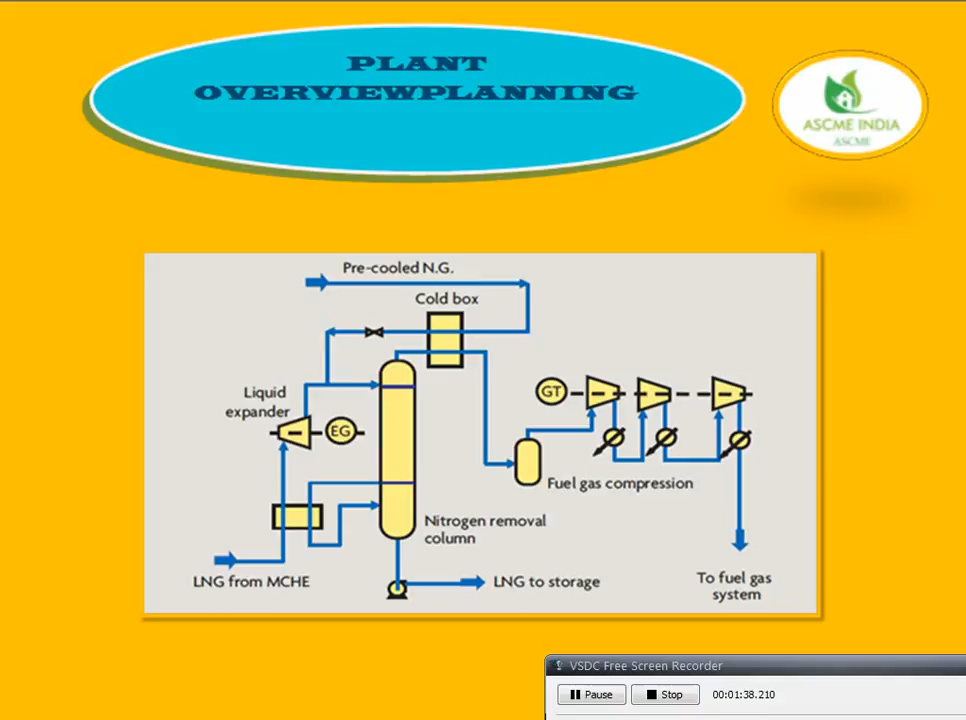 PLANT
OVERVIEWPLANNING
ASCME INDIA
ASCME
Pre-cooled N.G.
Cold box
Liquid
expander
EG
GT
Fuel gas compression
Nitrogen removal
column
LNG from MCHE
LNG to storage
To fuel gas
system
VSDC Free Screen Recorder
Pause Stop 00:01:38.210